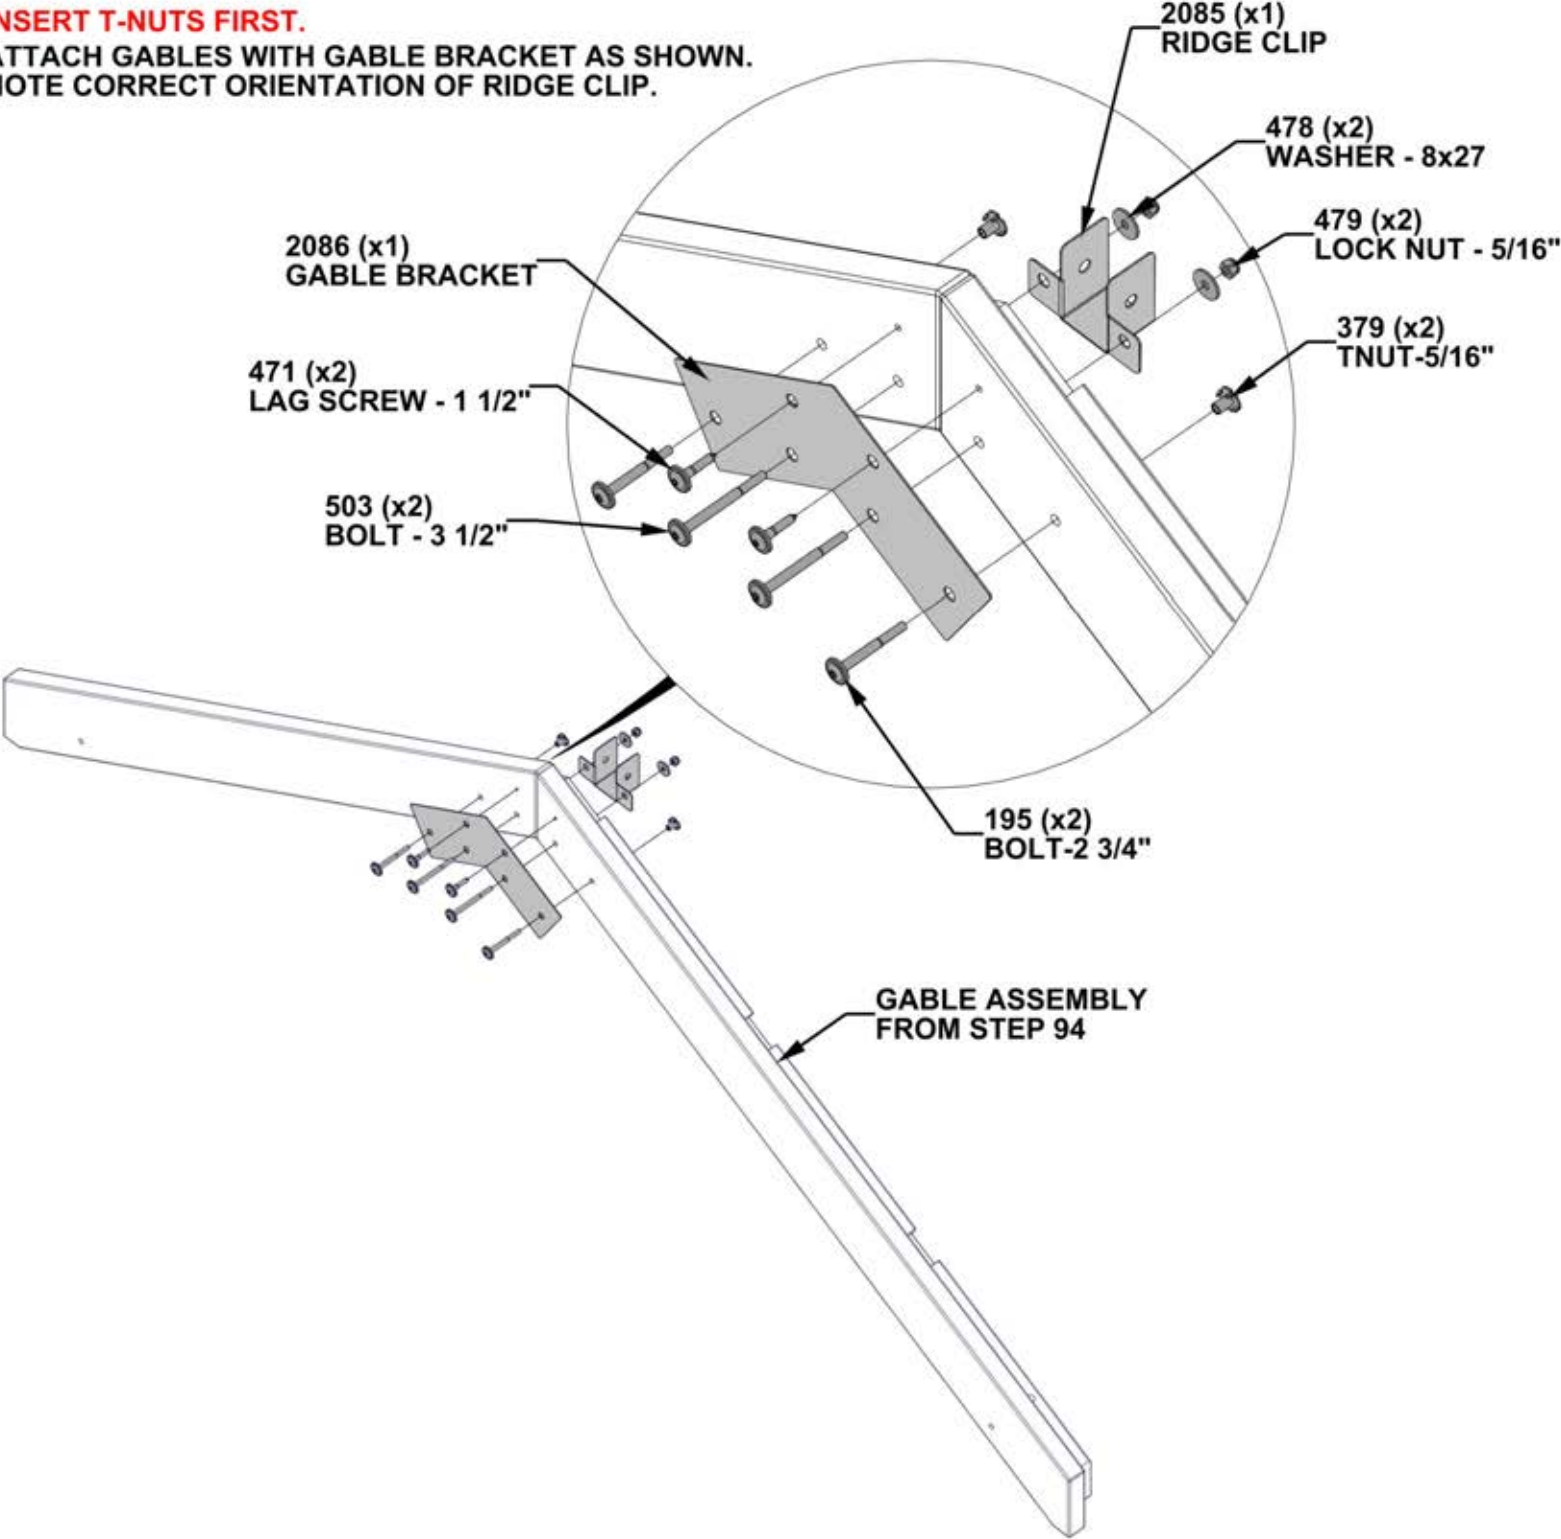 NSERT T-NUTS FIRST.
ATTACH GABLES WITH GABLE BRACKET AS SHOWN.
NOTE CORRECT ORIENTATION OF RIDGE CLIP.
2085 (x1)
RIDGE CLIP
478 (x2)
WASHER - 8x27
479 (x2)
LOCK NUT - 5/16"
2086 (x1)
GABLE BRACKET
379 (x2)
TNUT-5/16"
471 (x2)
LAG SCREW - 1 1/2"
503 (x2)
BOLT - 3 1/2"
195 (x2)
BOLT-2 3/4"
GABLE ASSEMBLY
FROM STEP 94